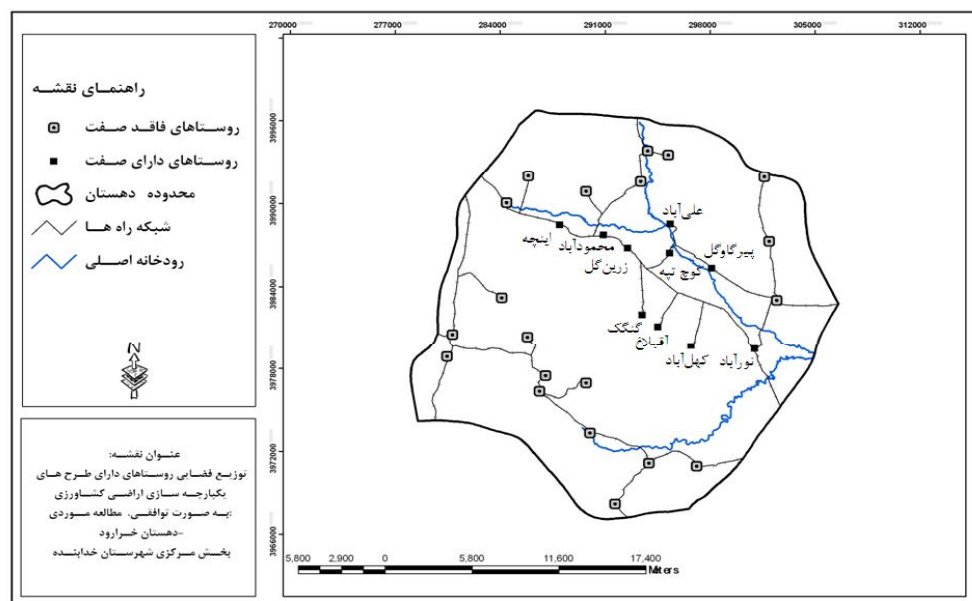 270000 277000 284000 291000 298000 305000 312000
راهنمای نقشه
روستاهای فاقد صفت
روستاهای دارای صفت
محدوده دهستان
شبکه راه ها
رودخانه اصلی
N
عنوان نقشه:
توزیع فضایی روستاهای دارای طرح های
یکپارچه سازی اراضی کشاورزی
:به صورت توافقی. مطالعه موردی
-دهستان خرارود
بخش مرکزی شهرستان خدابنده
3996000
3990000
3984000
3978000
3972000
3966000
علی‌آباد
اینچه
محمودآباد
زرین‌گل
کوچ تپه
پیرگاوگل
گنگک
آقبلاغ
کهل‌آباد
نورآباد
5,800 2,900 0 5,800 11,600 17,400
Meters